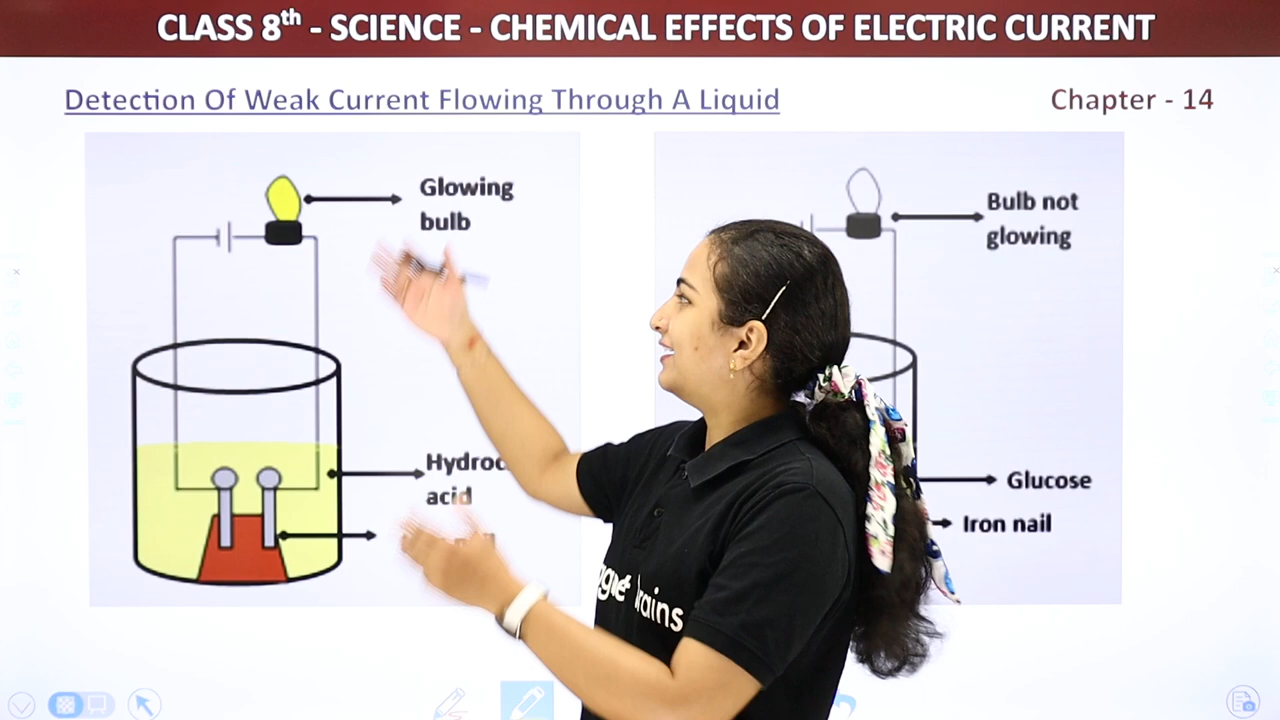 CLASS 8th - SCIENCE - CHEMICAL EFFECTS OF ELECTRIC CURRENT
Detection Of Weak Current Flowing Through A Liquid
Chapter - 14
Glowing
bulb
Bulb not
glowing
acid
Glucose
Iron nail